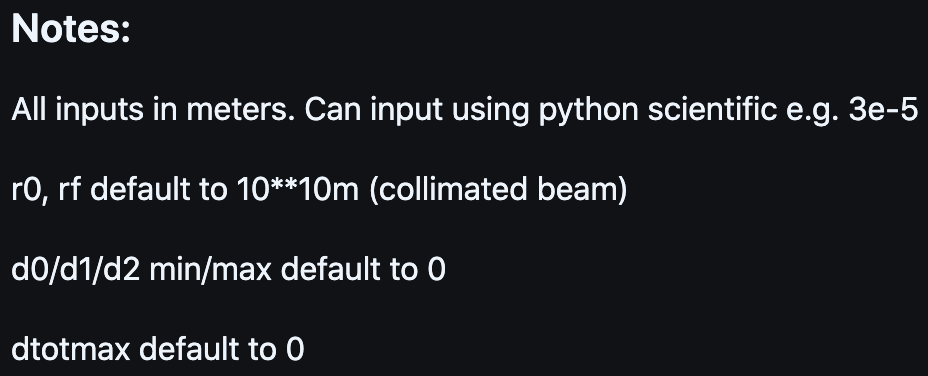 Notes:
All inputs in meters. Can input using python scientific e.g. 3e-5
r0, rf default to 10**10m (collimated beam)
d0/d1/d2 min/max default to 0
dtotmax default to 0